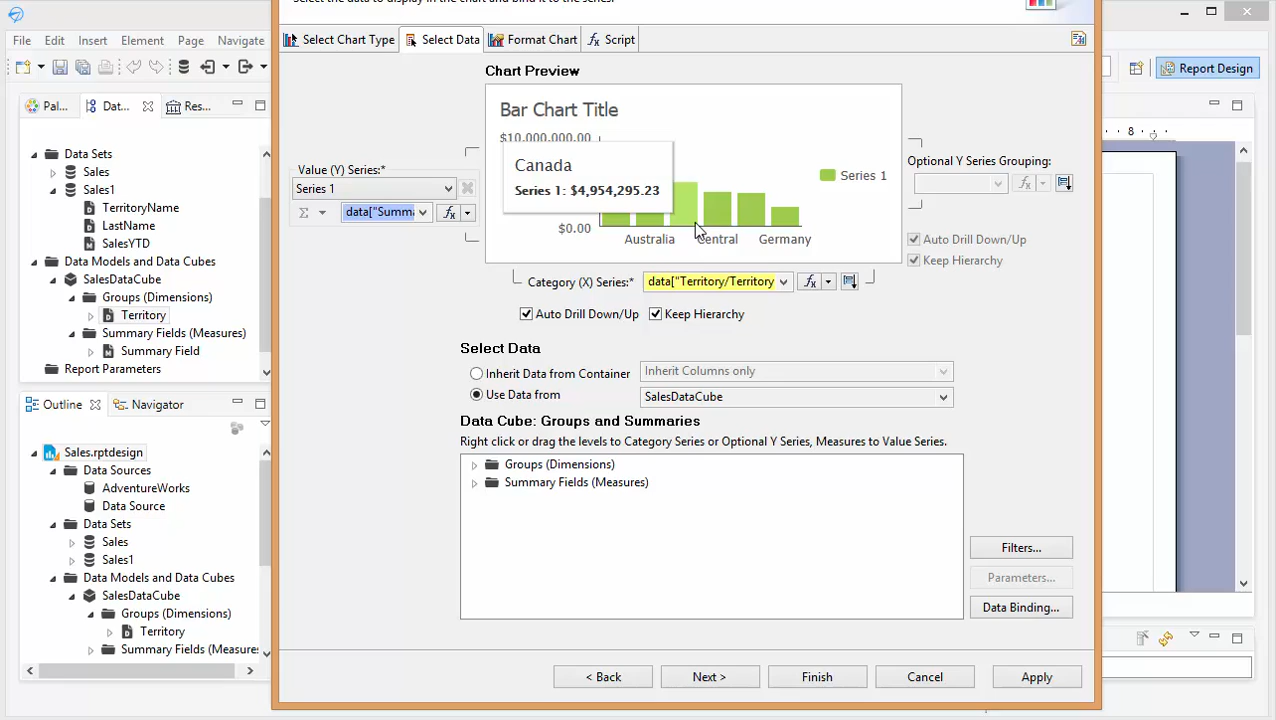 Select the data to display in the chart and bind it to the series.
File Edit Insert Element Page Navigate
Select Chart Type
Select Data
Format Chart
Script
Report Design
Pal...
Dat...
Res...
Data Sets
Sales
Sales1
TerritoryName
LastName
SalesYTD
Data Models and Data Cubes
SalesDataCube
Groups (Dimensions)
Territory
Summary Fields (Measures)
Summary Field
Report Parameters
Outline
Navigator
Sales.rptdesign
Data Sources
AdventureWorks
Data Source
Data Sets
Sales
Sales1
Data Models and Data Cubes
SalesDataCube
Groups (Dimensions)
Territory
Summary Fields (Measures
Chart Preview
Bar Chart Title
$10,000,000.00
Canada
Series 1: $4,954,295.23
$0.00
Australia Central Germany
Series 1
Value (Y) Series:*
Series 1
Σ
data["Summa
fx
Optional Y Series Grouping:
fx
Auto Drill Down/Up
Keep Hierarchy
Category (X) Series:*
data["Territory/Territory
fx
Auto Drill Down/Up
Keep Hierarchy
Select Data
Inherit Data from Container
Inherit Columns only
Use Data from
SalesDataCube
Data Cube: Groups and Summaries
Right click or drag the levels to Category Series or Optional Y Series, Measures to Value Series.
Groups (Dimensions)
Summary Fields (Measures)
Filters...
Parameters...
Data Binding...
< Back
Next >
Finish
Cancel
Apply
8